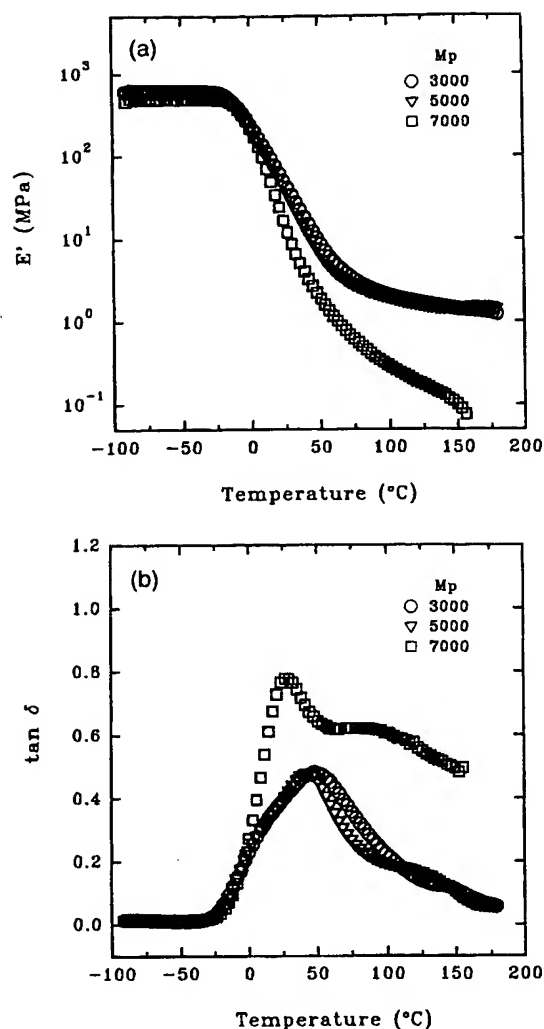 (a)
Mp
○ 3000
▽ 5000
□ 7000
10³
10²
10¹
10⁰
10⁻¹
E' (MPa)
-100 -50 0 50 100 150 200
Temperature (°C)
(b)
Mp
○ 3000
▽ 5000
□ 7000
1.2
1.0
0.8
0.6
0.4
0.2
0.0
tan δ
-100 -50 0 50 100 150 200
Temperature (°C)